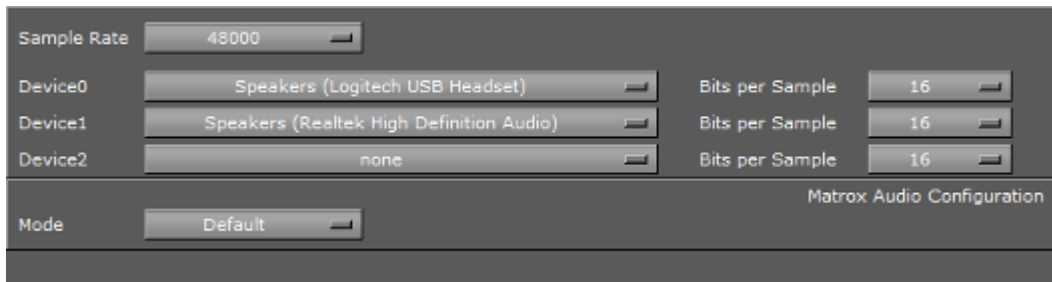 Sample Rate 48000
Device0 Speakers (Logitech USB Headset) Bits per Sample 16
Device1 Speakers (Realtek High Definition Audio) Bits per Sample 16
Device2 none Bits per Sample 16
Matrox Audio Configuration
Mode Default